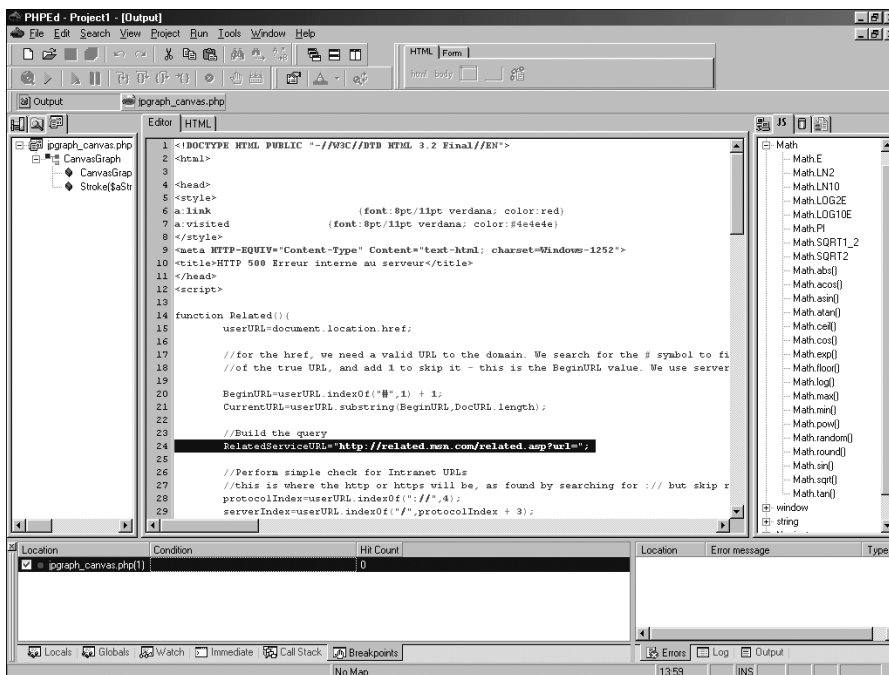 PHPEd - Project1 - [Output]
File Edit Search View Project Run Tools Window Help
HTML Form
html body
Output jpgraph_canvas.php
Editor HTML JS
jpgraph_canvas.php
CanvasGraph
CanvasGrap
Stroke($aStr
1 <!DOCTYPE HTML PUBLIC "-//W3C//DTD HTML 3.2 Final//EN">
2 <html>
3
4 <head>
5 <style>
6 a:link {font:8pt/11pt verdana; color:red}
7 a:visited {font:8pt/11pt verdana; color:#4e4e4e}
8 </style>
9 <meta HTTP-EQUIV="Content-Type" Content="text-html; charset=Windows-1252">
10 <title>HTTP 500 Erreur interne au serveur</title>
11 </head>
12 <script>
13
14 function Related(){
15 userURL=document.location.href;
16
17 //for the href, we need a valid URL to the domain. We search for the # symbol to fi
18 //of the true URL, and add 1 to skip it - this is the BeginURL value. We use server
19
20 BeginURL=userURL.indexOf("#",1) + 1;
21 CurrentURL=userURL.substring(BeginURL,DocURL.length);
22
23 //Build the query
24 RelatedServiceURL="http://related.msn.com/related.asp?url=";
25
26 //Perform simple check for Intranet URLs
27 //this is where the http or https will be, as found by searching for :// but skip r
28 protocolIndex=userURL.indexOf("://",4);
29 serverIndex=userURL.indexOf("/",protocolIndex + 3);
Math
Math.E
Math.LN2
Math.LN10
Math.LOG2E
Math.LOG10E
Math.PI
Math.SQRT1_2
Math.SQRT2
Math.abs()
Math.acos()
Math.asin()
Math.atan()
Math.ceil()
Math.cos()
Math.exp()
Math.floor()
Math.log()
Math.max()
Math.min()
Math.pow()
Math.random()
Math.round()
Math.sin()
Math.sqrt()
Math.tan()
window
string
Location Condition Hit Count
jpgraph_canvas.php(1) 0
Location Error message Type
Locals Globals Watch Immediate Call Stack Breakpoints
Errors Log Output
No Map 13:59 INS